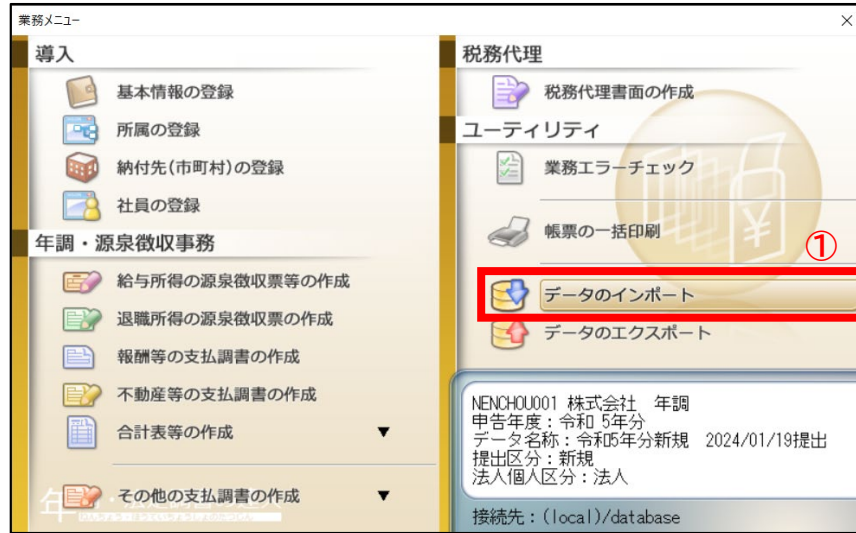 業務メニュー
×
導入
基本情報の登録
所属の登録
納付先(市町村)の登録
社員の登録
年調・源泉徴収事務
給与所得の源泉徴収票等の作成
退職所得の源泉徴収票の作成
報酬等の支払調書の作成
不動産等の支払調書の作成
合計表等の作成 ▼
その他の支払調書の作成 ▼
税務代理
税務代理書面の作成
ユーティリティ
業務エラーチェック
帳票の一括印刷
①
データのインポート
データのエクスポート
NENCHOU001 株式会社 年調
申告年度:令和 5年分
データ名称:令和5年分新規 2024/01/19提出
提出区分:新規
法人個人区分:法人
接続先:(local)/database